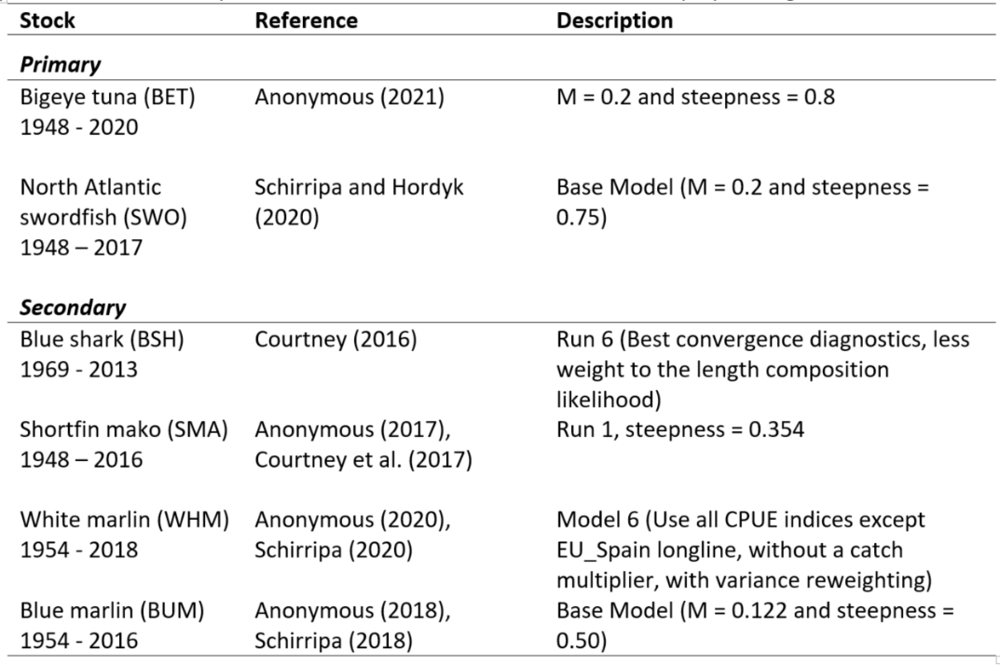 Stock Reference Description
Primary
Bigeye tuna (BET) Anonymous (2021) M = 0.2 and steepness = 0.8
1948 - 2020
North Atlantic Schirripa and Hordyk Base Model (M = 0.2 and steepness =
swordfish (SWO) (2020) 0.75)
1948 – 2017
Secondary
Blue shark (BSH) Courtney (2016) Run 6 (Best convergence diagnostics, less
1969 - 2013 weight to the length composition
likelihood)
Shortfin mako (SMA) Anonymous (2017), Run 1, steepness = 0.354
1948 – 2016 Courtney et al. (2017)
White marlin (WHM) Anonymous (2020), Model 6 (Use all CPUE indices except
1954 - 2018 Schirripa (2020) EU_Spain longline, without a catch
multiplier, with variance reweighting)
Blue marlin (BUM) Anonymous (2018), Base Model (M = 0.122 and steepness =
1954 - 2016 Schirripa (2018) 0.50)